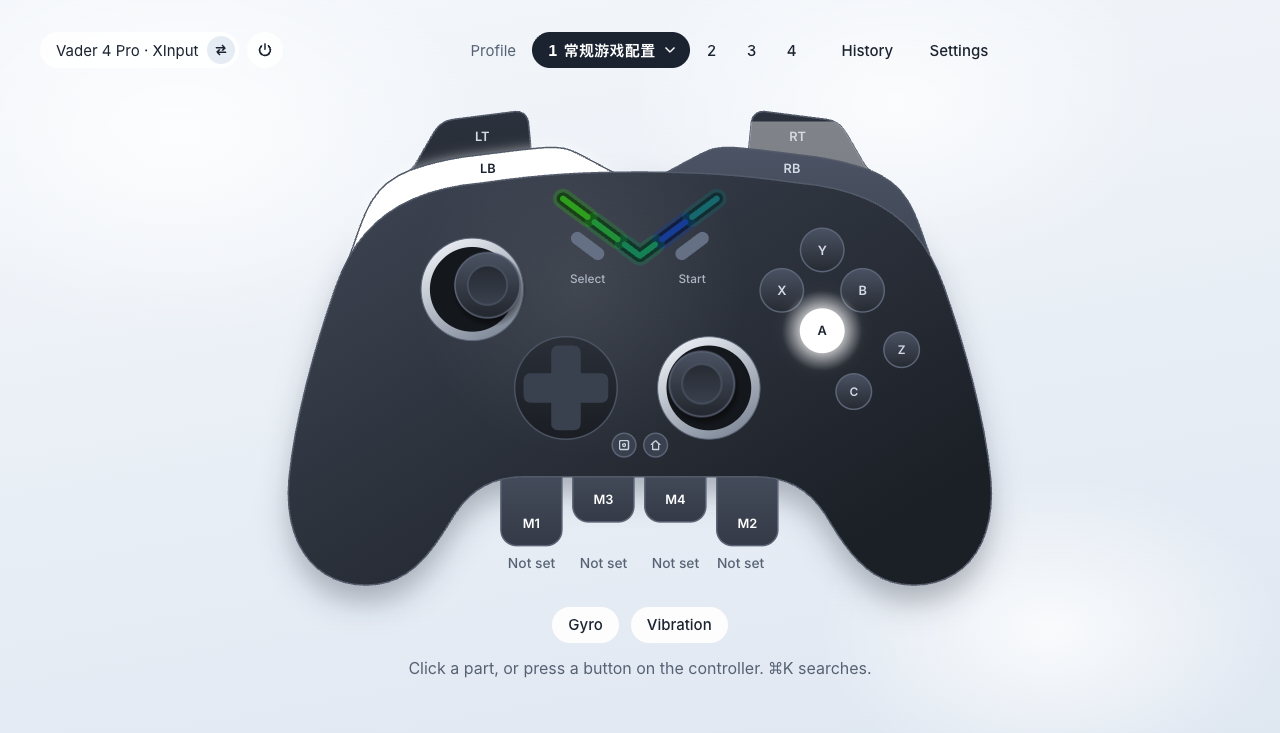 Vader 4 Pro · XInput
Profile
1 常规游戏配置
2
3
4
History
Settings
LT
RT
LB
RB
Select
Start
Y
X
B
A
Z
C
M3
M4
M1
M2
Not set
Not set
Not set
Not set
Gyro
Vibration
Click a part, or press a button on the controller. ⌘K searches.